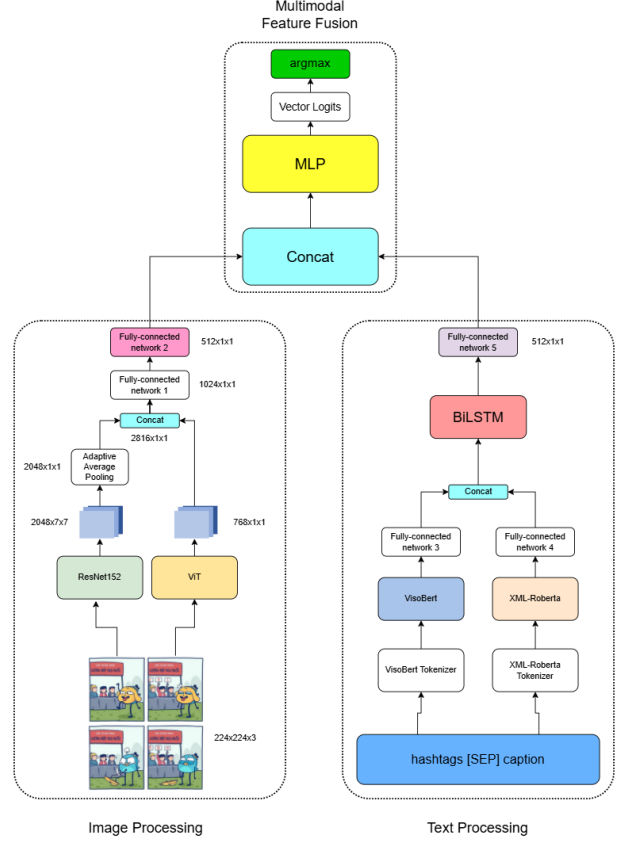 Multimodal
Feature Fusion
argmax
Vector Logits
MLP
Concat
Fully-connected
network 2
512x1x1
Fully-connected
network 1
1024x1x1
Concat
2816x1x1
Adaptive
Average
Pooling
2048x1x1
2048x7x7
768x1x1
ResNet152
ViT
224x224x3
Image Processing
Fully-connected
network 5
512x1x1
BiLSTM
Concat
Fully-connected
network 3
Fully-connected
network 4
VisoBert
XML-Roberta
VisoBert Tokenizer
XML-Roberta
Tokenizer
hashtags [SEP] caption
Text Processing